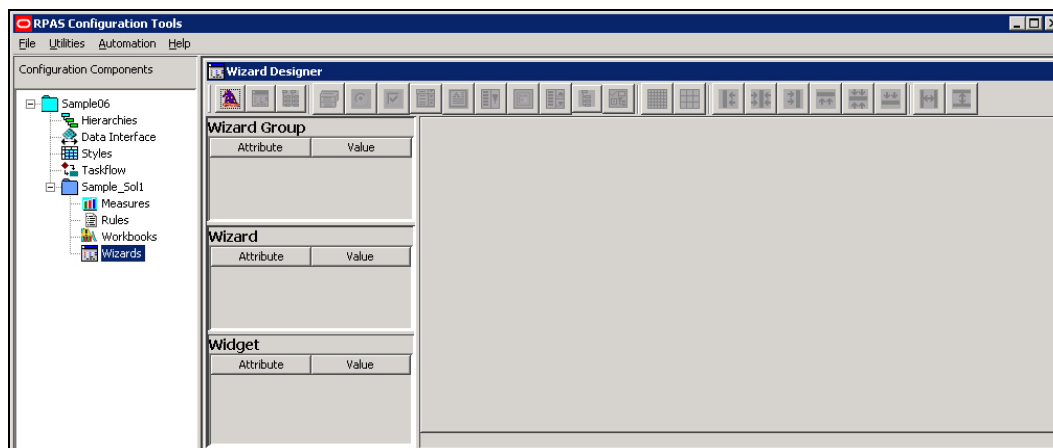 RPAS Configuration Tools
File Utilities Automation Help
Configuration Components
Sample06
Hierarchies
Data Interface
Styles
Taskflow
Sample_Sol1
Measures
Rules
Workbooks
Wizards
Wizard Designer
Wizard Group
Attribute Value
Wizard
Attribute Value
Widget
Attribute Value